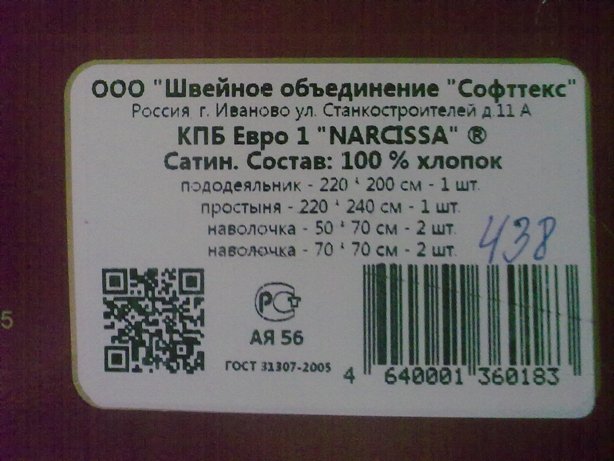 ООО "Швейное объединение "Софттекс"
Россия г. Иваново ул. Станкостроителей д.11 А
КПБ Евро 1 "NARCISSA" ®
Сатин. Состав: 100 % хлопок
пододеяльник - 220 * 200 см - 1 шт.
простыня - 220 * 240 см - 1 шт.
наволочка - 50 * 70 см - 2 шт.
наволочка - 70 * 70 см - 2 шт.
438
5
РСТ
АЯ 56
ГОСТ 31307-2005
4 640001 360183